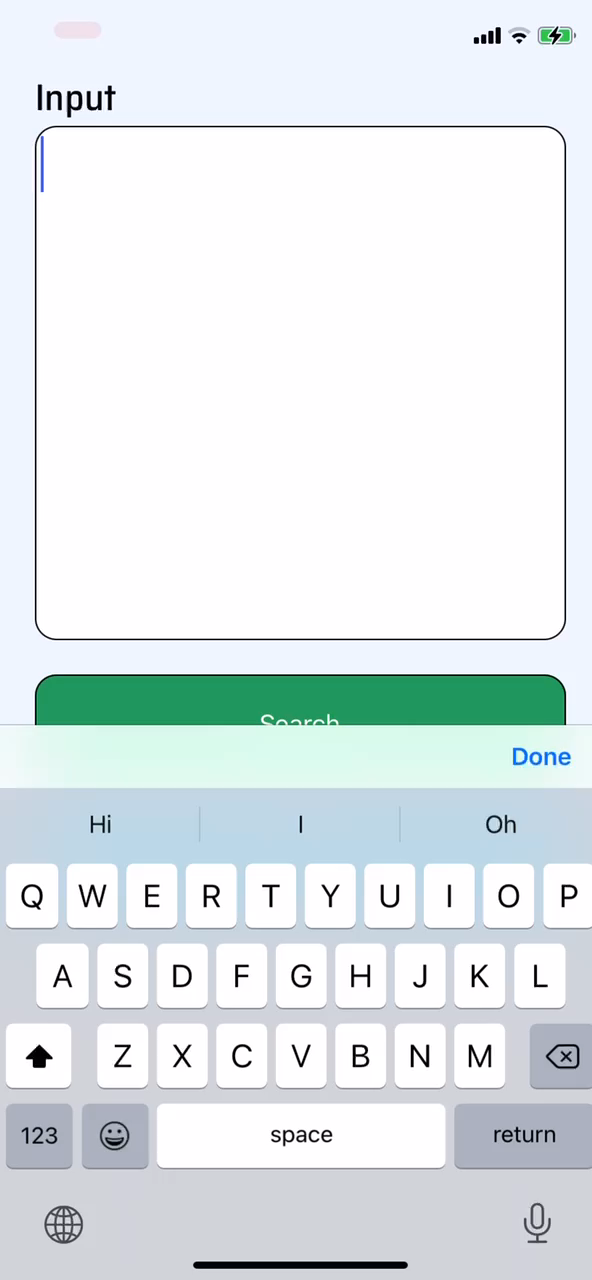 Input
Search
Done
Hi I Oh
Q W E R T Y U I O P
A S D F G H J K L
Z X C V B N M
123 space return